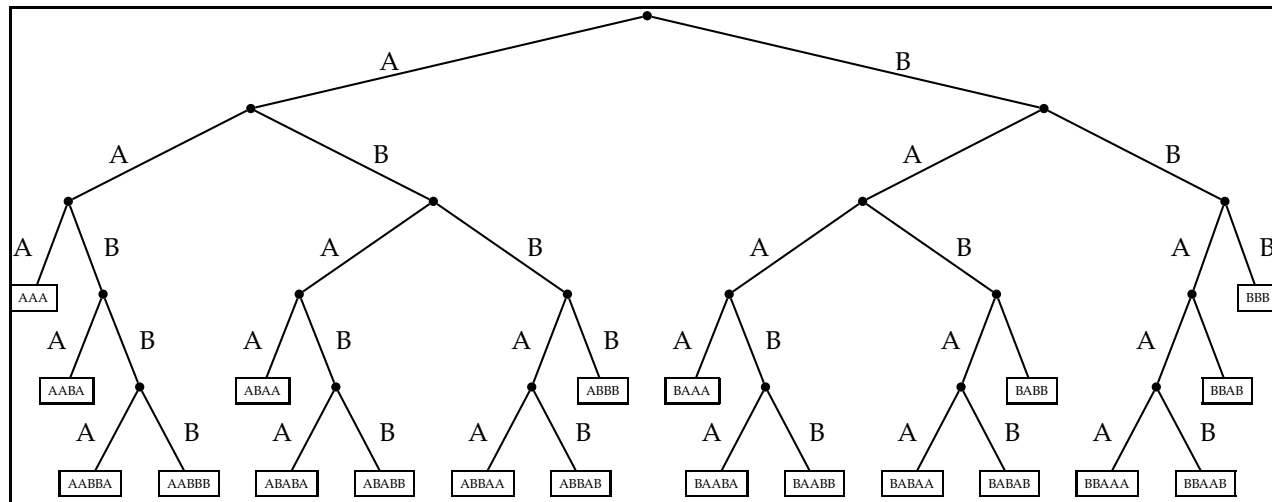 A B
A B A B
A B A B A B A B
AAA BBB
A B A B A B A B A A
AABA ABAA ABBB BAAA BABB BBAB
A B A B A B A B A B A B
AABBA AABBB ABABA ABABB ABBAA ABBAB BAABA BAABB BABAA BABAB BBAAA BBAAB